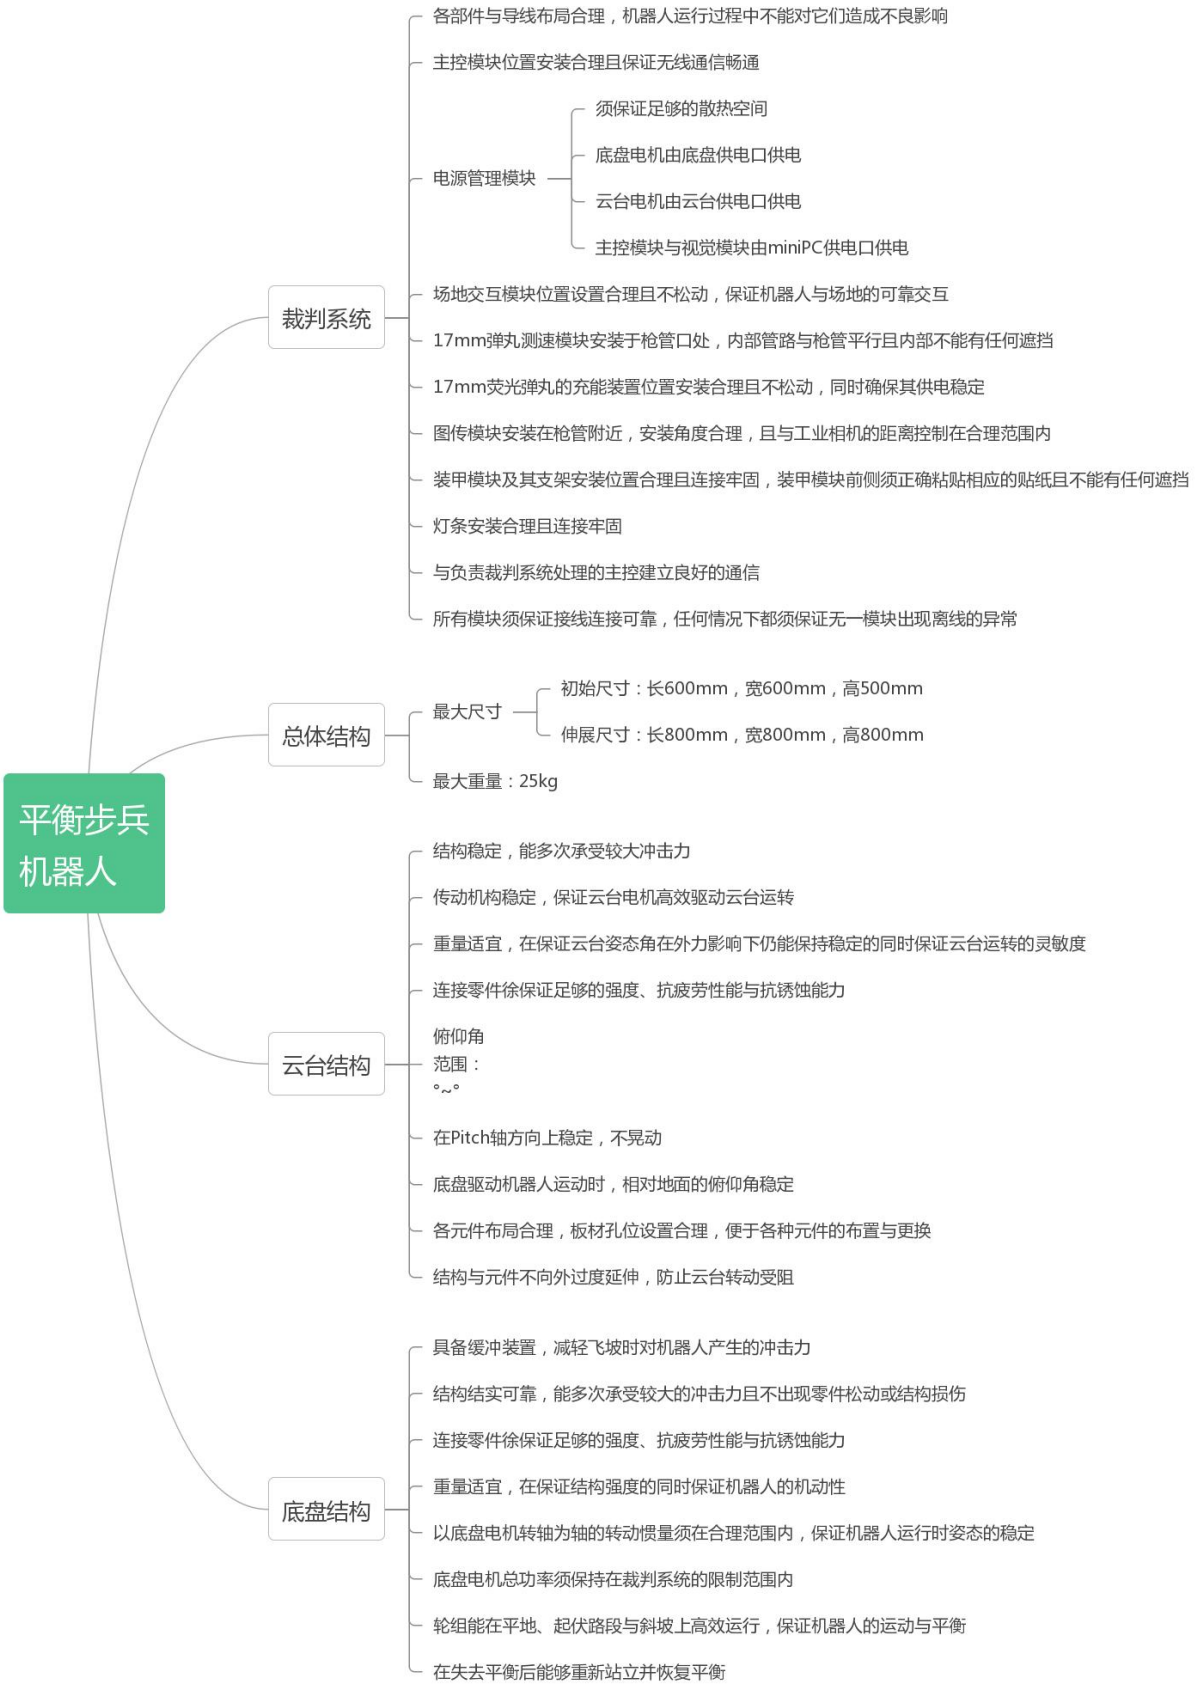 平衡步兵
机器人
裁判系统
各部件与导线布局合理，机器人运行过程中不能对它们造成不良影响
主控模块位置安装合理且保证无线通信畅通
电源管理模块
须保证足够的散热空间
底盘电机由底盘供电口供电
云台电机由云台供电口供电
主控模块与视觉模块由miniPC供电口供电
场地交互模块位置设置合理且不松动，保证机器人与场地的可靠交互
17mm弹丸测速模块安装于枪管口处，内部管路与枪管平行且内部不能有任何遮挡
17mm荧光弹丸的充能装置位置安装合理且不松动，同时确保其供电稳定
图传模块安装在枪管附近，安装角度合理，且与工业相机的距离控制在合理范围内
装甲模块及其支架安装位置合理且连接牢固，装甲模块前侧须正确粘贴相应的贴纸且不能有任何遮挡
灯条安装合理且连接牢固
与负责裁判系统处理的主控建立良好的通信
所有模块须保证接线连接可靠，任何情况下都须保证无一模块出现离线的异常
总体结构
最大尺寸
初始尺寸：长600mm，宽600mm，高500mm
伸展尺寸：长800mm，宽800mm，高800mm
最大重量：25kg
云台结构
结构稳定，能多次承受较大冲击力
传动机构稳定，保证云台电机高效驱动云台运转
重量适宜，在保证云台姿态角在外力影响下仍能保持稳定的同时保证云台运转的灵敏度
连接零件徐保证足够的强度、抗疲劳性能与抗锈蚀能力
俯仰角
范围：
°~°
在Pitch轴方向上稳定，不晃动
底盘驱动机器人运动时，相对地面的俯仰角稳定
各元件布局合理，板材孔位设置合理，便于各种元件的布置与更换
结构与元件不向外过度延伸，防止云台转动受阻
底盘结构
具备缓冲装置，减轻飞坡时对机器人产生的冲击力
结构结实可靠，能多次承受较大的冲击力且不出现零件松动或结构损伤
连接零件徐保证足够的强度、抗疲劳性能与抗锈蚀能力
重量适宜，在保证结构强度的同时保证机器人的机动性
以底盘电机转轴为轴的转动惯量须在合理范围内，保证机器人运行时姿态的稳定
底盘电机总功率须保持在裁判系统的限制范围内
轮组能在平地、起伏路段与斜坡上高效运行，保证机器人的运动与平衡
在失去平衡后能够重新站立并恢复平衡